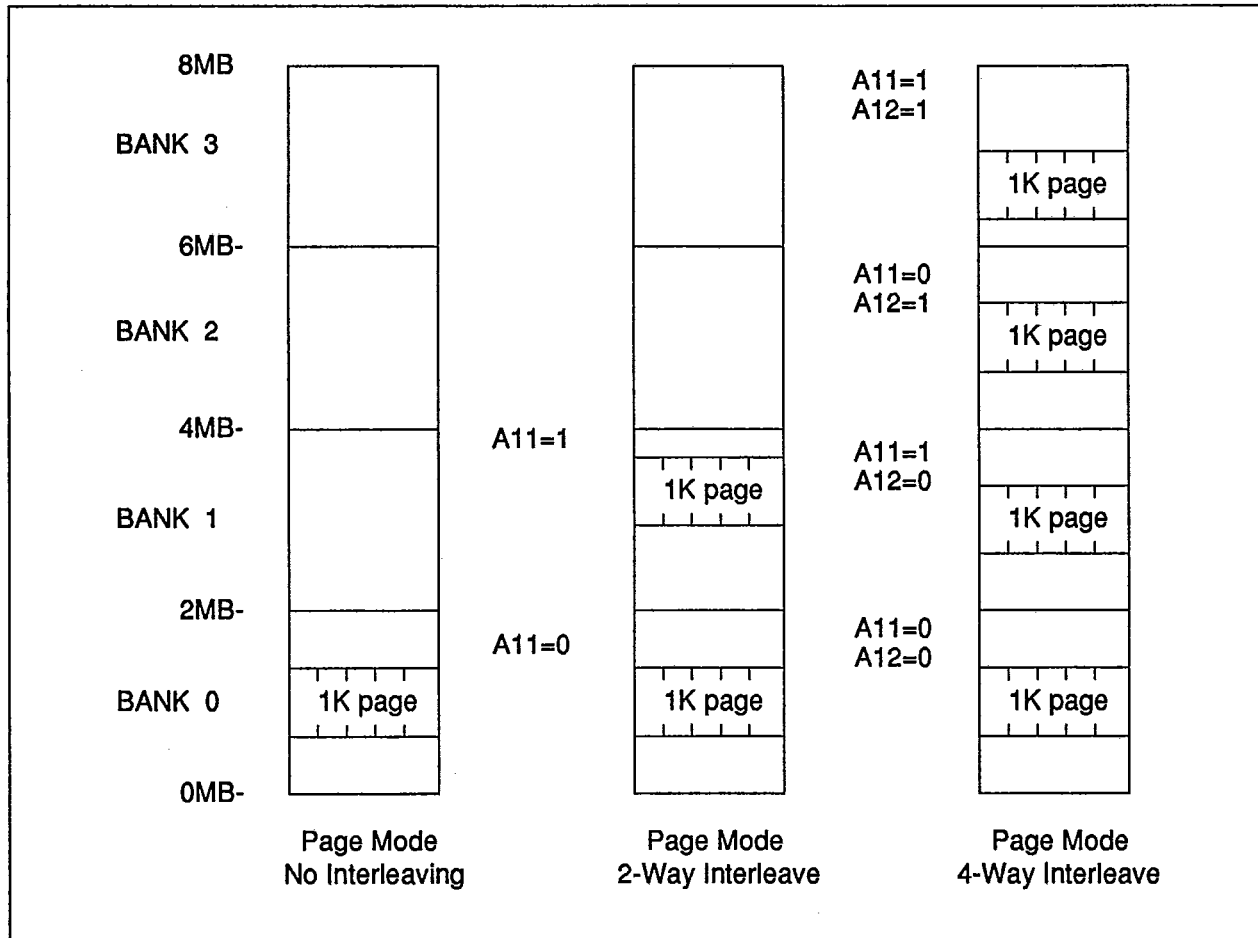 8MB
BANK 3
6MB-
BANK 2
4MB-
BANK 1
2MB-
BANK 0
0MB-
1K page
Page Mode
No Interleaving
A11=1
A11=0
1K page
1K page
Page Mode
2-Way Interleave
A11=1
A12=1
A11=0
A12=1
A11=1
A12=0
A11=0
A12=0
1K page
1K page
1K page
1K page
Page Mode
4-Way Interleave